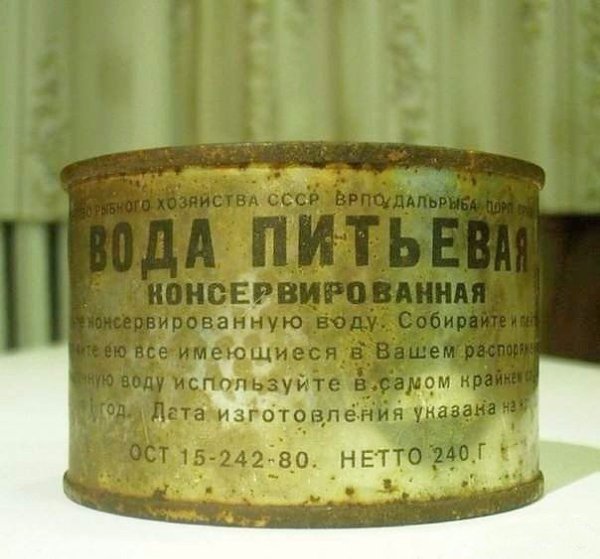 РЫБНОГО ХОЗЯЙСТВА СССР ВРПО ДАЛЬРЫБА
ВОДА ПИТЬЕВАЯ
КОНСЕРВИРОВАННАЯ
консервированную воду. Собирайте и
ею все имеющиеся в Вашем
воду используйте в самом
год. Дата изготовления указана на
ОСТ 15-242-80. НЕТТО 240 Г